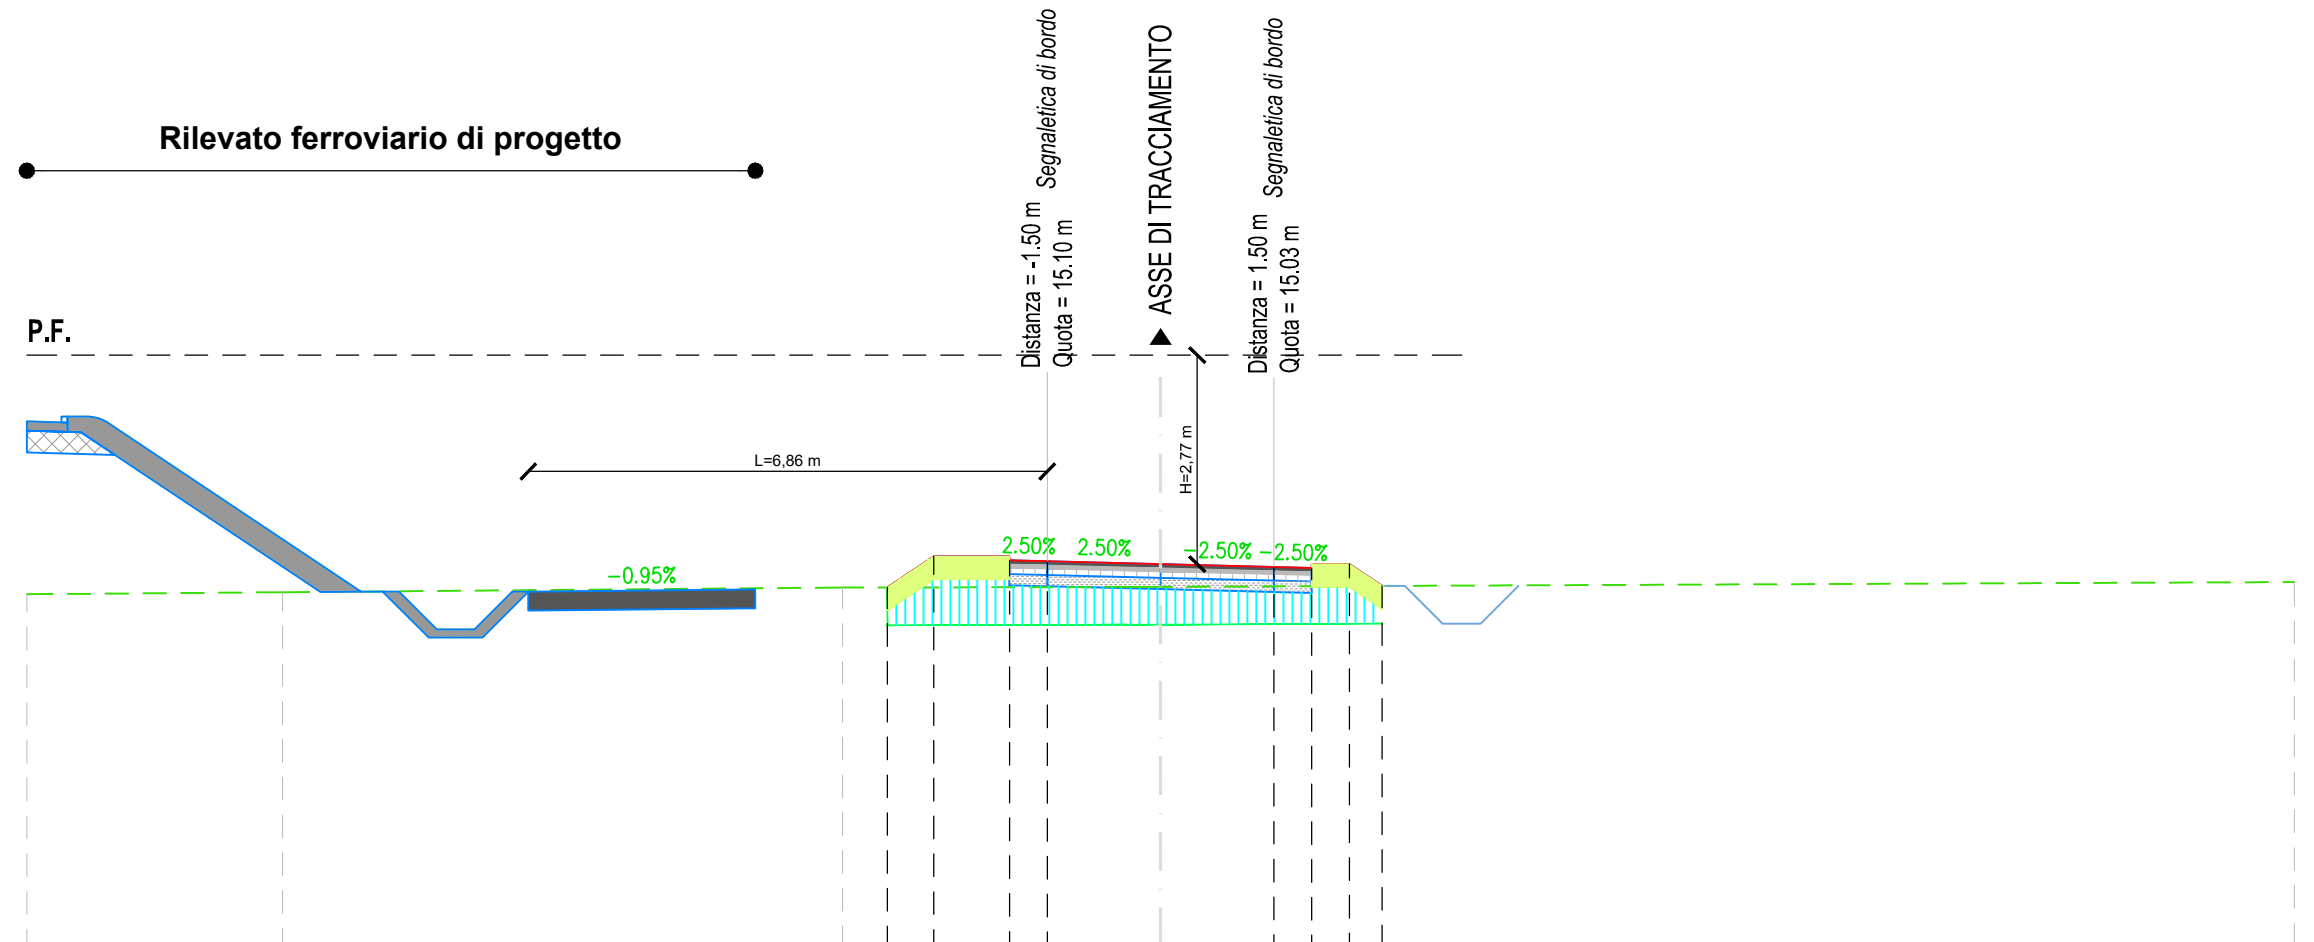 Rilevato ferroviario di progetto
P.F.
Distanza = -1.50 m
Quota = 15.10 m
Segnaletica di bordo
ASSE DI TRACCIAMENTO
Distanza = 1.50 m
Quota = 15.03 m
Segnaletica di bordo
L=6,86 m
H=2,77 m
2.50%
2.50%
-2.50%
-2.50%
-0.95%